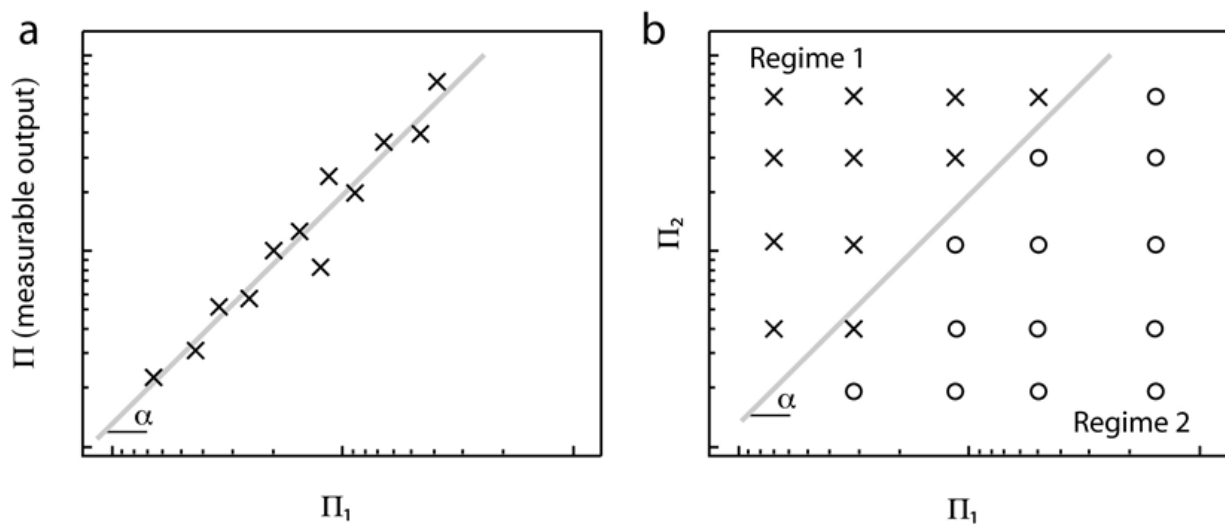 a
Π (measurable output)
α
Π₁
b
Regime 1
Π₂
α
Regime 2
Π₁